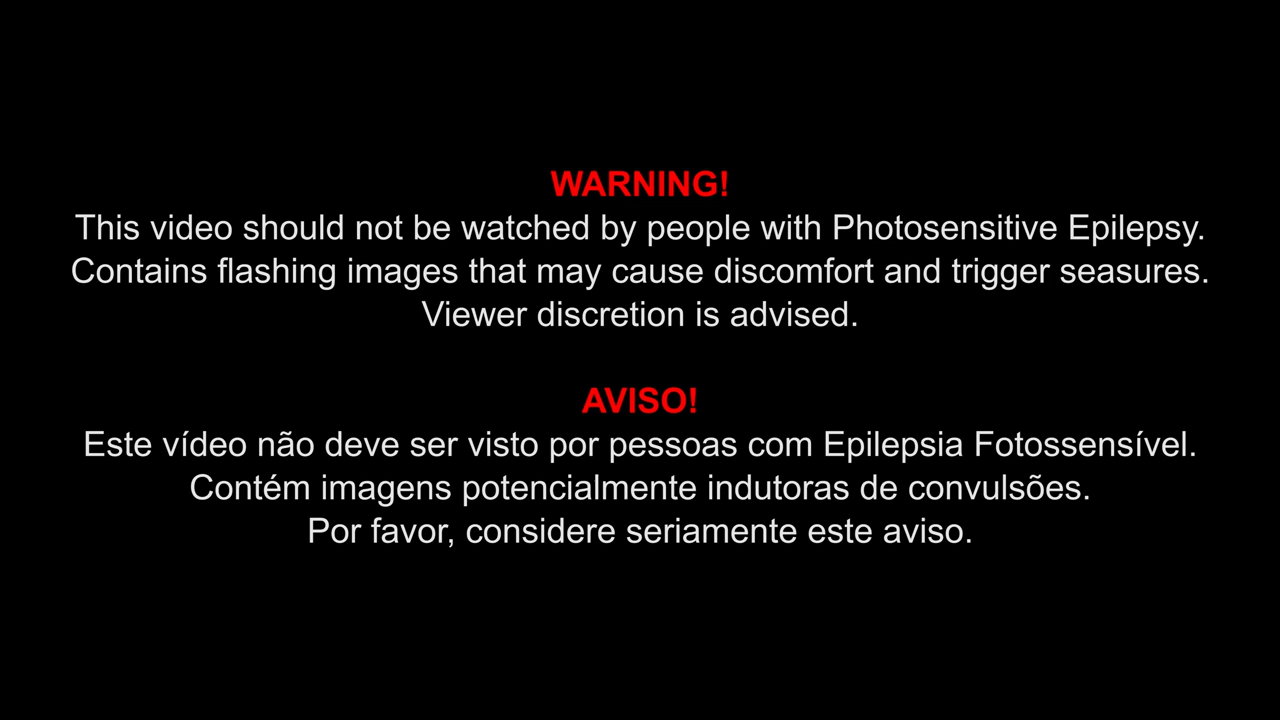 WARNING!
This video should not be watched by people with Photosensitive Epilepsy.
Contains flashing images that may cause discomfort and trigger seasures.
Viewer discretion is advised.
AVISO!
Este vídeo não deve ser visto por pessoas com Epilepsia Fotossensível.
Contém imagens potencialmente indutoras de convulsões.
Por favor, considere seriamente este aviso.